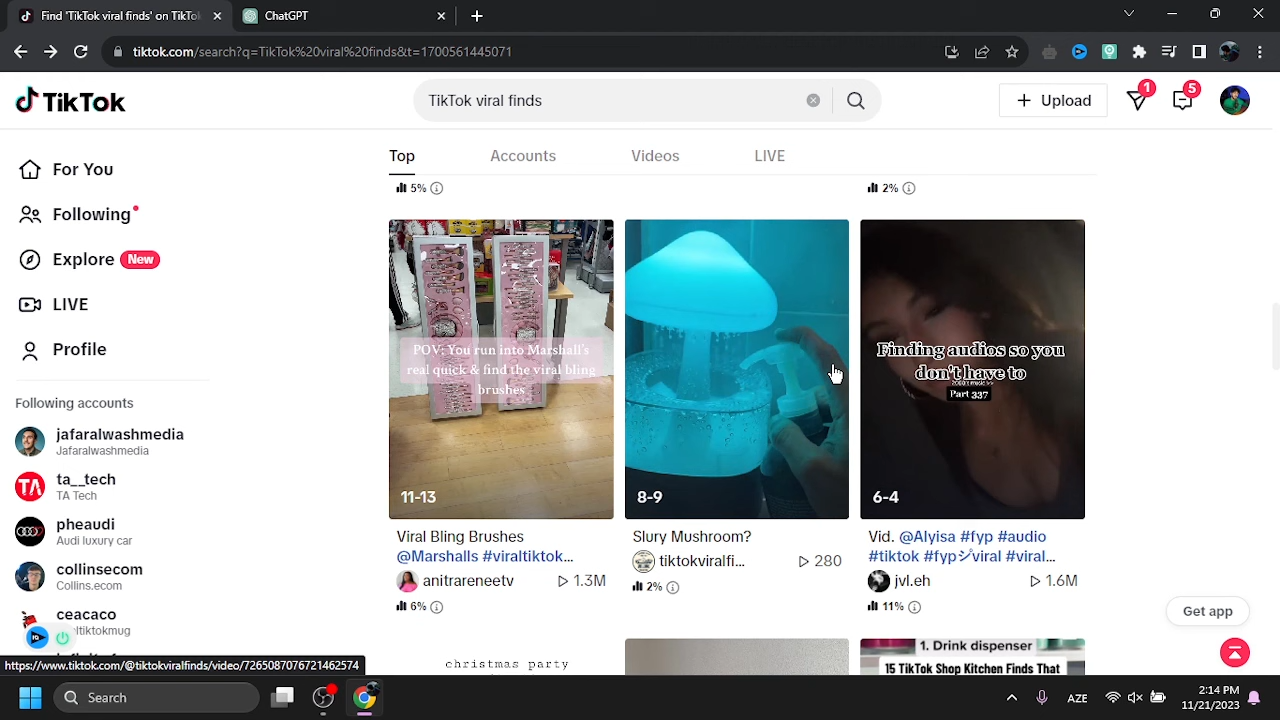 Find 'TikTok viral finds' on TikTok
ChatGPT
tiktok.com/search?q=TikTok%20viral%20finds&t=1700561445071
TikTok
TikTok viral finds
Upload
1
5
For You
Following
Explore New
LIVE
Profile
Following accounts
jafaralwashmedia
Jafaralwashmedia
TA
ta__tech
TA Tech
pheaudi
Audi luxury car
collinsecom
Collins.ecom
ceacaco
Top Accounts Videos LIVE
5%
2%
POV: You run into Marshall's
real quick & find the viral bling
brushes
11-13
Viral Bling Brushes
@Marshalls #viraltiktok...
anitrareneetv 1.3M
6%
8-9
Slury Mushroom?
tiktokviralfi... 280
2%
Finding audios so you
don't have to
2000's music >>
Part 337
6-4
Vid. @Alyisa #fyp #audio
#tiktok #fypジviral #viral...
jvl.eh 1.6M
11%
christmas party
1. Drink dispenser
15 TikTok Shop Kitchen Finds That
Get app
https://www.tiktok.com/@tiktokviralfinds/video/7265087076721462574
Search
AZE
2:14 PM
11/21/2023